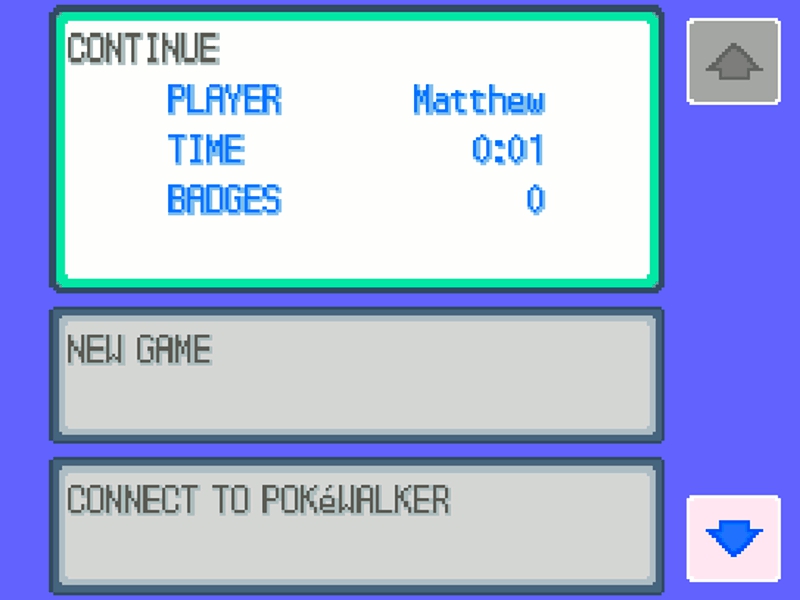 CONTINUE
PLAYER Matthew
TIME 0:01
BADGES 0
NEW GAME
CONNECT TO POKéWALKER